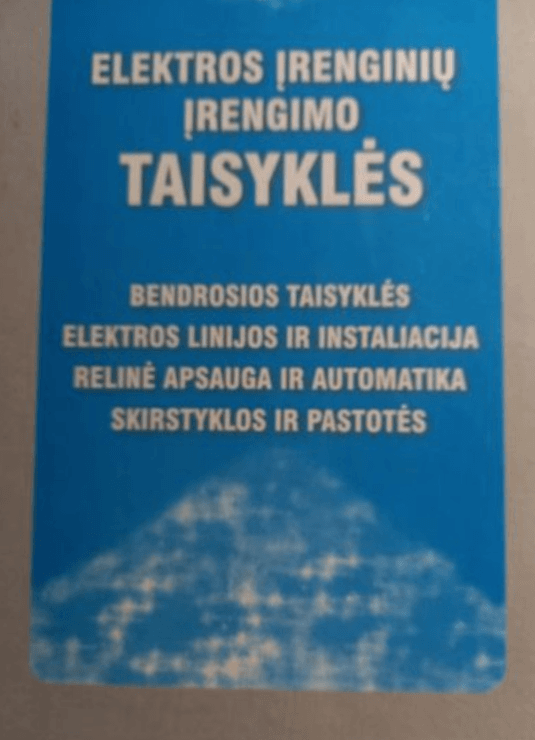 ELEKTROS ĮRENGINIŲ
ĮRENGIMO
TAISYKLĖS
BENDROSIOS TAISYKLĖS
ELEKTROS LINIJOS IR INSTALIACIJA
RELINĖ APSAUGA IR AUTOMATIKA
SKIRSTYKLOS IR PASTOTĖS